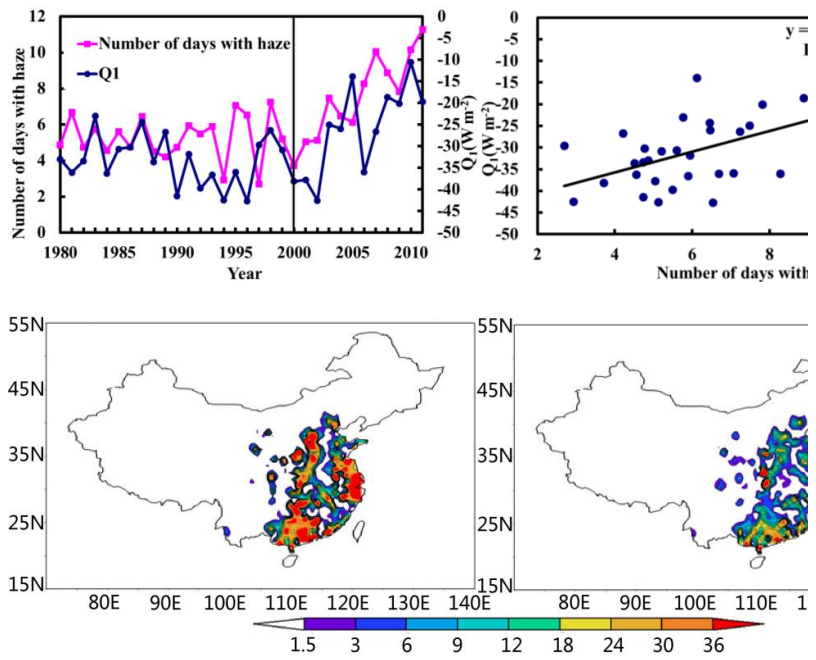 12
10
8
6
4
2
0
Number of days with haze
Number of days with haze
Q1
0
-5
-10
-15
-20
-25
-30
-35
-40
-45
-50
Q1(W m-2)
1980
1985
1990
1995
2000
2005
2010
Year
0
-5
-10
-15
-20
-25
-30
-35
-40
-45
-50
Q1(W m-2)
y =
2
4
6
8
Number of days with
55N
45N
35N
25N
15N
80E
90E
100E
110E
120E
130E
140E
55N
45N
35N
25N
15N
80E
90E
100E
110E
1
1.5
3
6
9
12
18
24
30
36